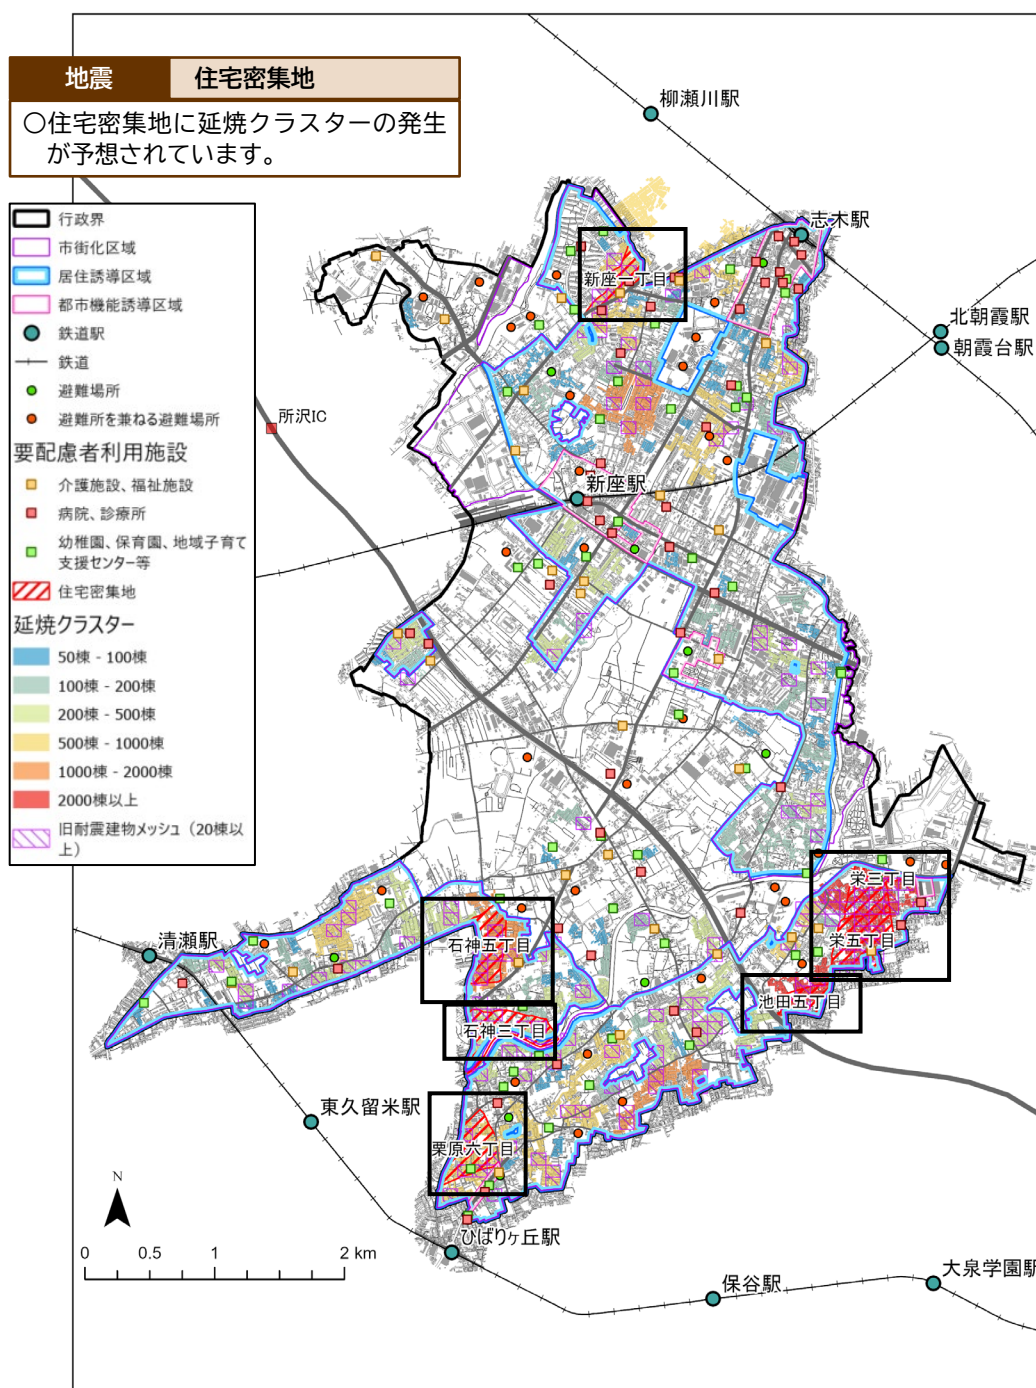 地震 住宅密集地
○住宅密集地に延焼クラスターの発生
が予想されています。
行政界
市街化区域
居住誘導区域
都市機能誘導区域
鉄道駅
鉄道
避難場所
避難所を兼ねる避難場所
要配慮者利用施設
介護施設、福祉施設
病院、診療所
幼稚園、保育園、地域子育て
支援センター等
住宅密集地
延焼クラスター
50棟 - 100棟
100棟 - 200棟
200棟 - 500棟
500棟 - 1000棟
1000棟 - 2000棟
2000棟以上
旧耐震建物メッシュ（20棟以
上）
柳瀬川駅
志木駅
新座一丁目
北朝霞駅
朝霞台駅
所沢IC
新座駅
栄三丁目
栄五丁目
石神五丁目
清瀬駅
池田五丁目
石神三丁目
東久留米駅
栗原六丁目
ひばりヶ丘駅
保谷駅
大泉学園駅
N
0 0.5 1 2 km